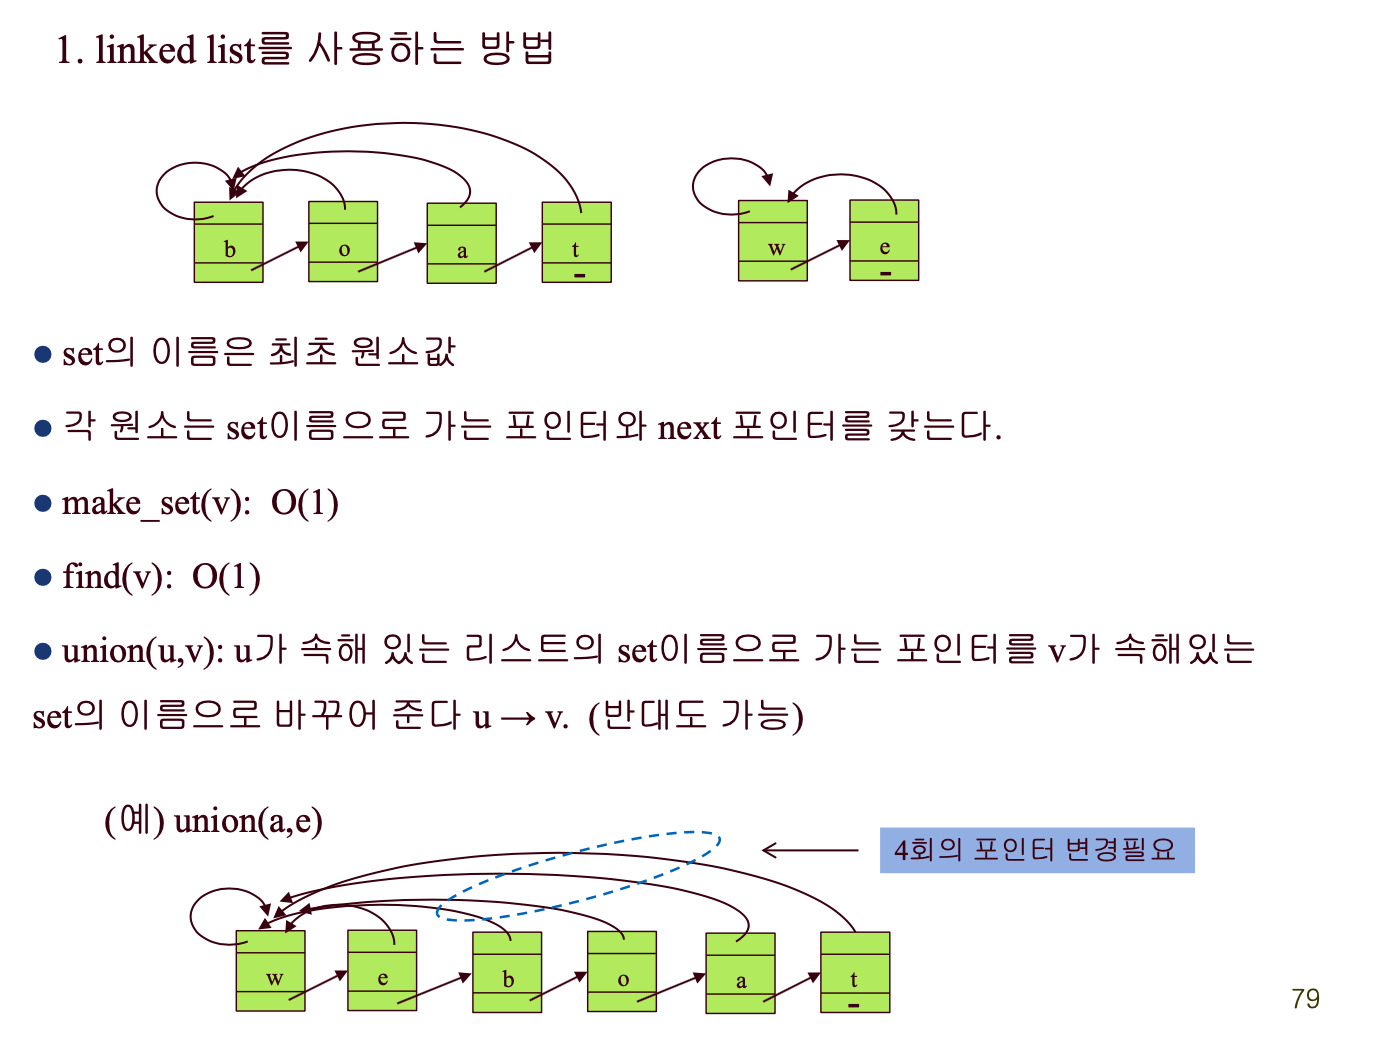 1. linked list를 사용하는 방법
b o a t w e
● set의 이름은 최초 원소값
● 각 원소는 set이름으로 가는 포인터와 next 포인터를 갖는다.
● make_set(v): O(1)
● find(v): O(1)
● union(u,v): u가 속해 있는 리스트의 set이름으로 가는 포인터를 v가 속해있는
set의 이름으로 바꾸어 준다 u → v. (반대도 가능)
(예) union(a,e)
4회의 포인터 변경필요
w e b o a t
79